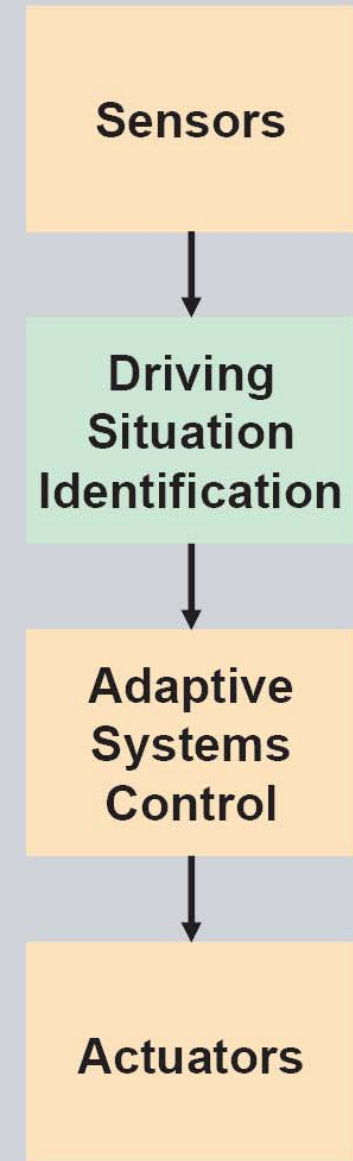 Sensors
Driving
Situation
Identification
Adaptive
Systems
Control
Actuators